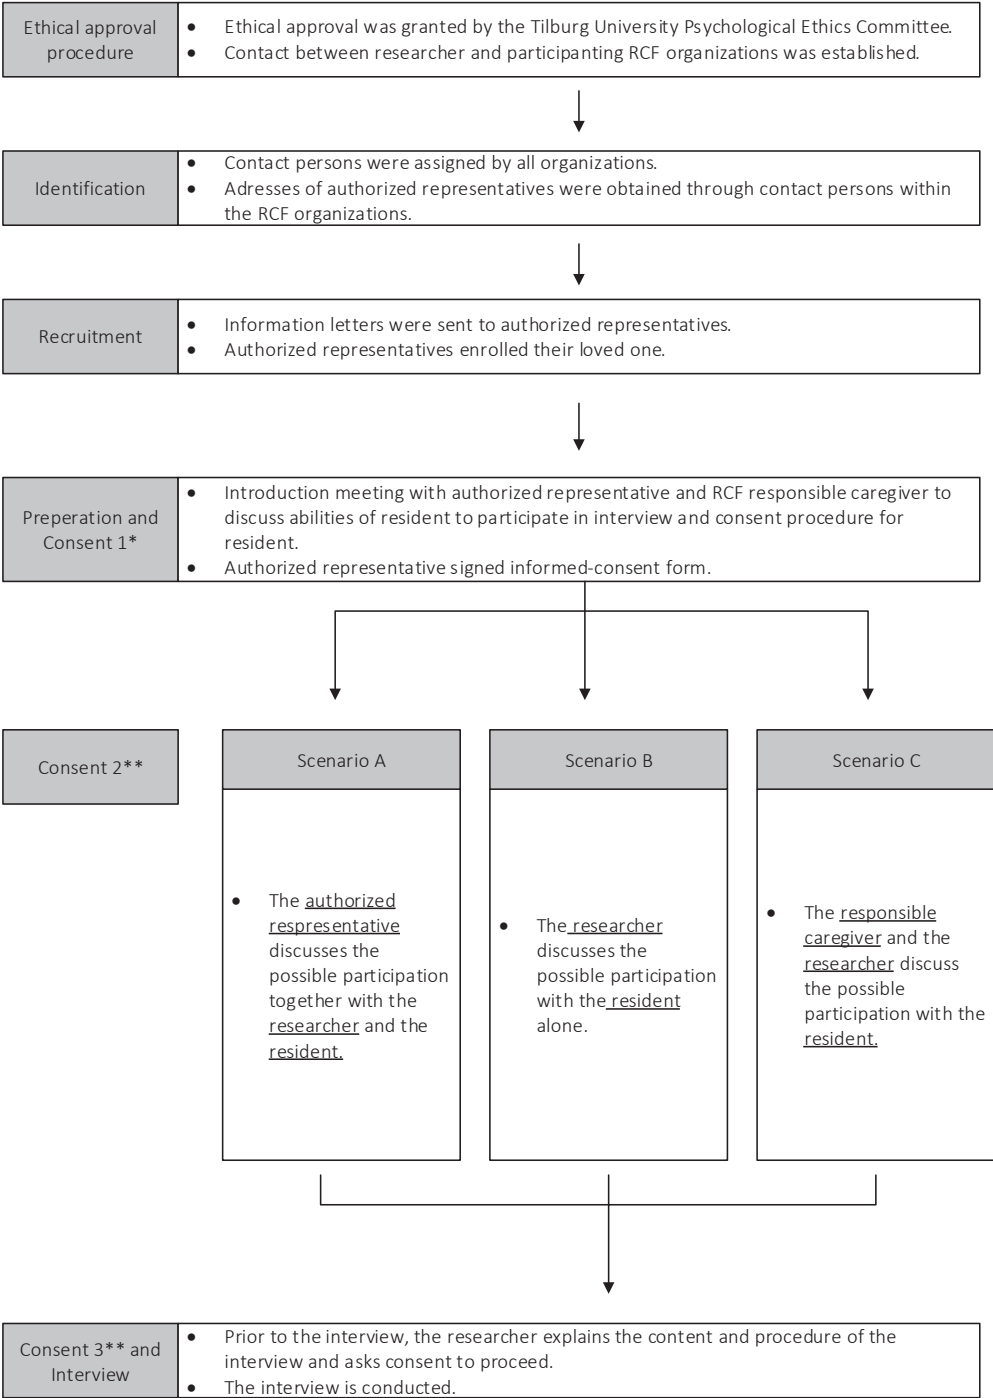 Ethical approval
procedure
• Ethical approval was granted by the Tilburg University Psychological Ethics Committee.
• Contact between researcher and participanting RCF organizations was established.
Identification
• Contact persons were assigned by all organizations.
• Adresses of authorized representatives were obtained through contact persons within
the RCF organizations.
Recruitment
• Information letters were sent to authorized representatives.
• Authorized representatives enrolled their loved one.
Preperation and
Consent 1*
• Introduction meeting with authorized representative and RCF responsible caregiver to
discuss abilities of resident to participate in interview and consent procedure for
resident.
• Authorized representative signed informed-consent form.
Consent 2**
Scenario A
• The authorized
respresentative
discusses the
possible participation
together with the
researcher and the
resident.
Scenario B
• The researcher
discusses the
possible participation
with the resident
alone.
Scenario C
• The responsible
caregiver and the
researcher discuss
the possible
participation with the
resident.
Consent 3** and
Interview
• Prior to the interview, the researcher explains the content and procedure of the
interview and asks consent to proceed.
• The interview is conducted.